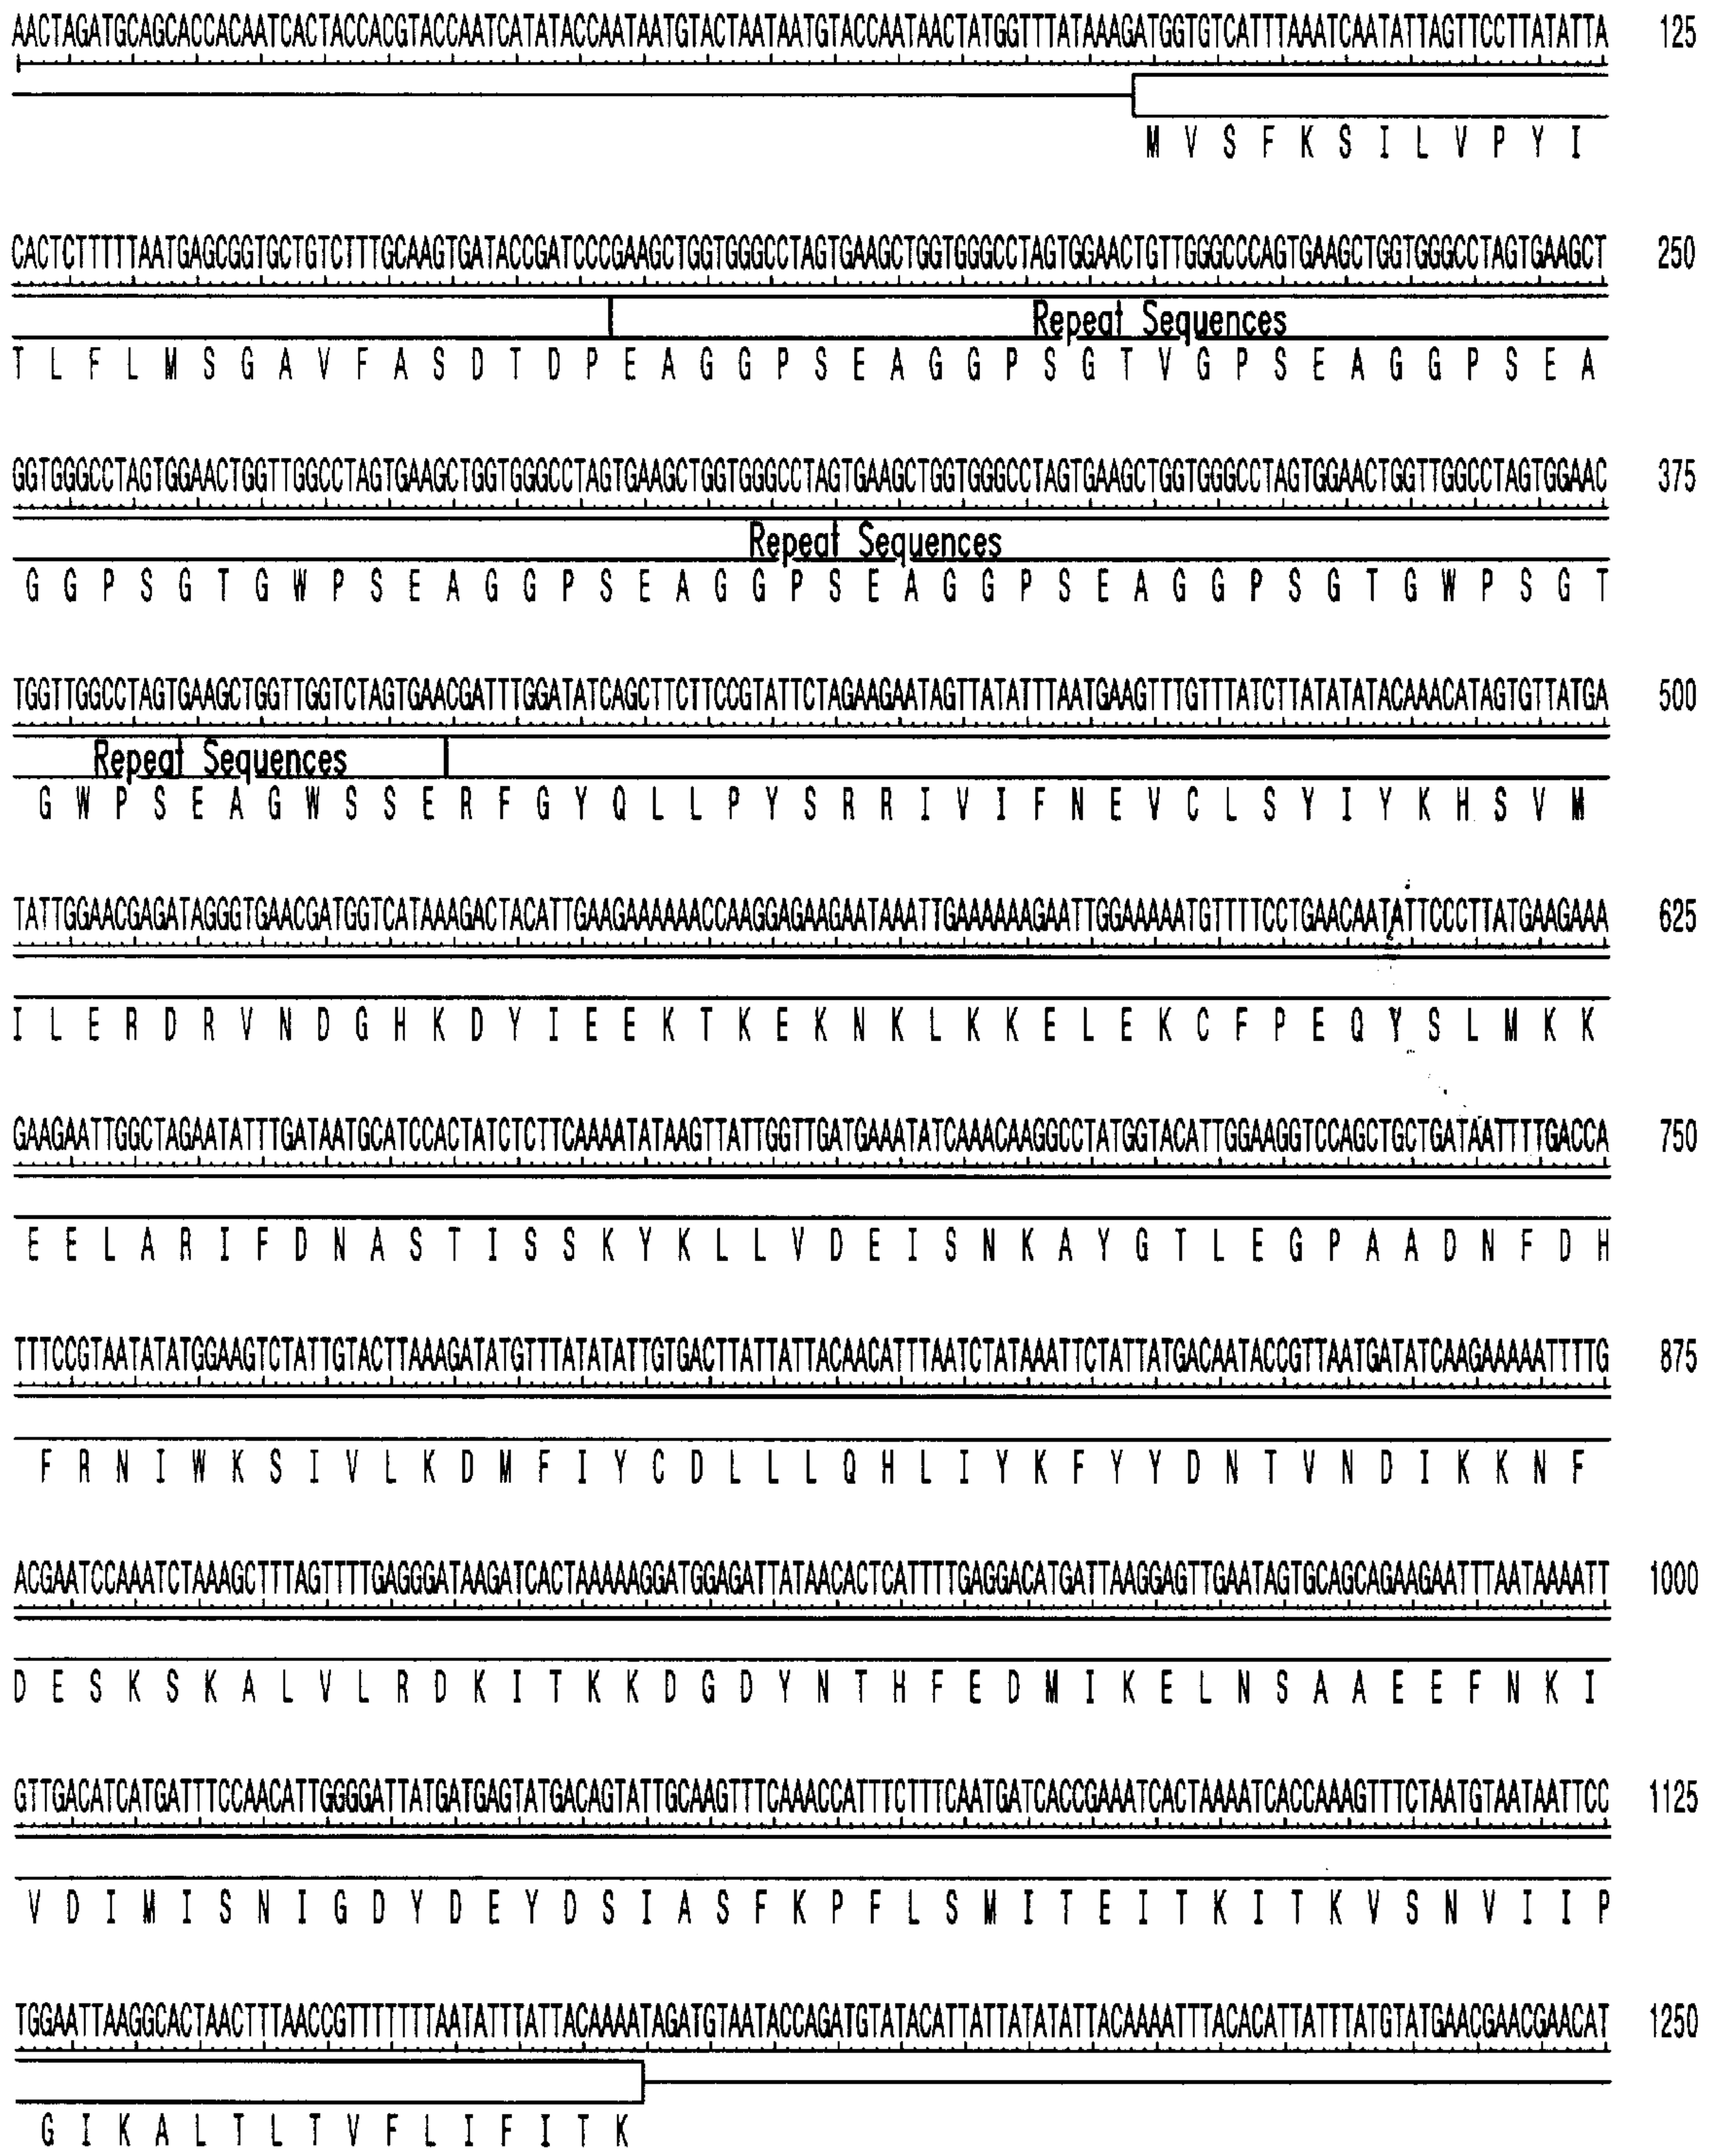 AACTAGATGCAGCACCACAATCACTACCACGTACCAATCATATACCAATAATGTACTAATAATGTACCAATAACTATGGTTTATAAAGATGGTGTCATTTAAATCAATATTAGTTCCTTATATTA 125
M V S F K S I L V P Y I
CACTCTTTTTAATGAGCGGTGCTGTCTTTGCAAGTGATACCGATCCCGAAGCTGGTGGGCCTAGTGAAGCTGGTGGGCCTAGTGGAACTGTTGGGCCCAGTGAAGCTGGTGGGCCTAGTGAAGCT 250
Repeat Sequences
T L F L M S G A V F A S D T D P E A G G P S E A G G P S G T V G P S E A G G P S E A
GGTGGGCCTAGTGGAACTGGTTGGCCTAGTGAAGCTGGTGGGCCTAGTGAAGCTGGTGGGCCTAGTGAAGCTGGTGGGCCTAGTGAAGCTGGTGGGCCTAGTGGAACTGGTTGGCCTAGTGGAAC 375
Repeat Sequences
G G P S G T G W P S E A G G P S E A G G P S E A G G P S E A G G P S G T G W P S G T
TGGTTGGCCTAGTGAAGCTGGTTGGTCTAGTGAACGATTTGGATATCAGCTTCTTCCGTATTCTAGAAGAATAGTTATATTTAATGAAGTTTGTTTATCTTATATATACAAACATAGTGTTATGA 500
Repeat Sequences
G W P S E A G W S S E R F G Y Q L L P Y S R R I V I F N E V C L S Y I Y K H S V M
TATTGGAACGAGATAGGGTGAACGATGGTCATAAAGACTACATTGAAGAAAAAACCAAGGAGAAGAATAAATTGAAAAAAGAATTGGAAAAATGTTTTCCTGAACAATATTCCCTTATGAAGAAA 625
I L E R D R V N D G H K D Y I E E K T K E K N K L K K E L E K C F P E Q Y S L M K K
GAAGAATTGGCTAGAATATTTGATAATGCATCCACTATCTCTTCAAAATATAAGTTATTGGTTGATGAAATATCAAACAAGGCCTATGGTACATTGGAAGGTCCAGCTGCTGATAATTTTGACCA 750
E E L A R I F D N A S T I S S K Y K L L V D E I S N K A Y G T L E G P A A D N F D H
TTTCCGTAATATATGGAAGTCTATTGTACTTAAAGATATGTTTATATATTGTGACTTATTATTACAACATTTAATCTATAAATTCTATTATGACAATACCGTTAATGATATCAAGAAAAATTTTG 875
F R N I W K S I V L K D M F I Y C D L L L Q H L I Y K F Y Y D N T V N D I K K N F
ACGAATCCAAATCTAAAGCTTTAGTTTTGAGGGATAAGATCACTAAAAAGGATGGAGATTATAACACTCATTTTGAGGACATGATTAAGGAGTTGAATAGTGCAGCAGAAGAATTTAATAAAATT 1000
D E S K S K A L V L R D K I T K K D G D Y N T H F E D M I K E L N S A A E E F N K I
GTTGACATCATGATTTCCAACATTGGGGATTATGATGAGTATGACAGTATTGCAAGTTTCAAACCATTTCTTTCAATGATCACCGAAATCACTAAAATCACCAAAGTTTCTAATGTAATAATTCC 1125
V D I M I S N I G D Y D E Y D S I A S F K P F L S M I T E I T K I T K V S N V I I P
TGGAATTAAGGCACTAACTTTAACCGTTTTTTTAATATTTATTACAAAATAGATGTAATACCAGATGTATACATTATTATATATTACAAAATTTACACATTATTTATGTATGAACGAACGAACAT 1250
G I K A L T L T V F L I F I T K